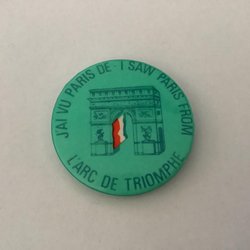 J'AI VU PARIS DE - I SAW PARIS FROM
L'ARC DE TRIOMPHE